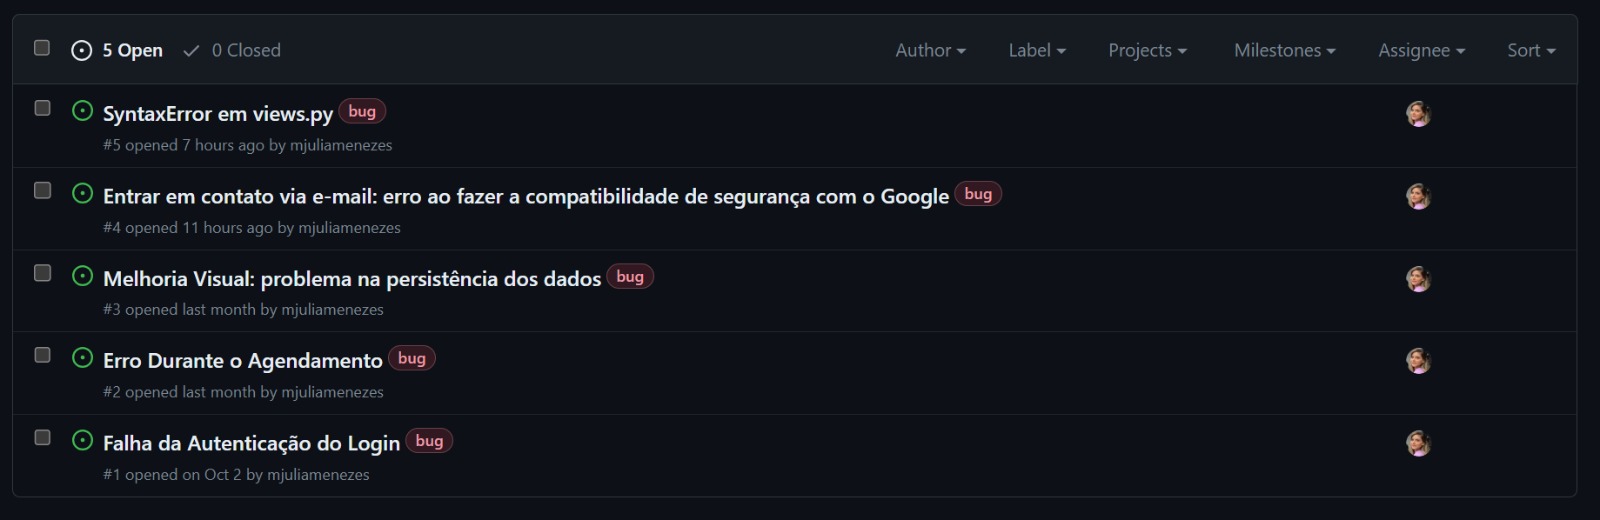 5 Open 0 Closed Author Label Projects Milestones Assignee Sort
SyntaxError em views.py bug
#5 opened 7 hours ago by mjuliamenezes
Entrar em contato via e-mail: erro ao fazer a compatibilidade de segurança com o Google bug
#4 opened 11 hours ago by mjuliamenezes
Melhoria Visual: problema na persistência dos dados bug
#3 opened last month by mjuliamenezes
Erro Durante o Agendamento bug
#2 opened last month by mjuliamenezes
Falha da Autenticação do Login bug
#1 opened on Oct 2 by mjuliamenezes